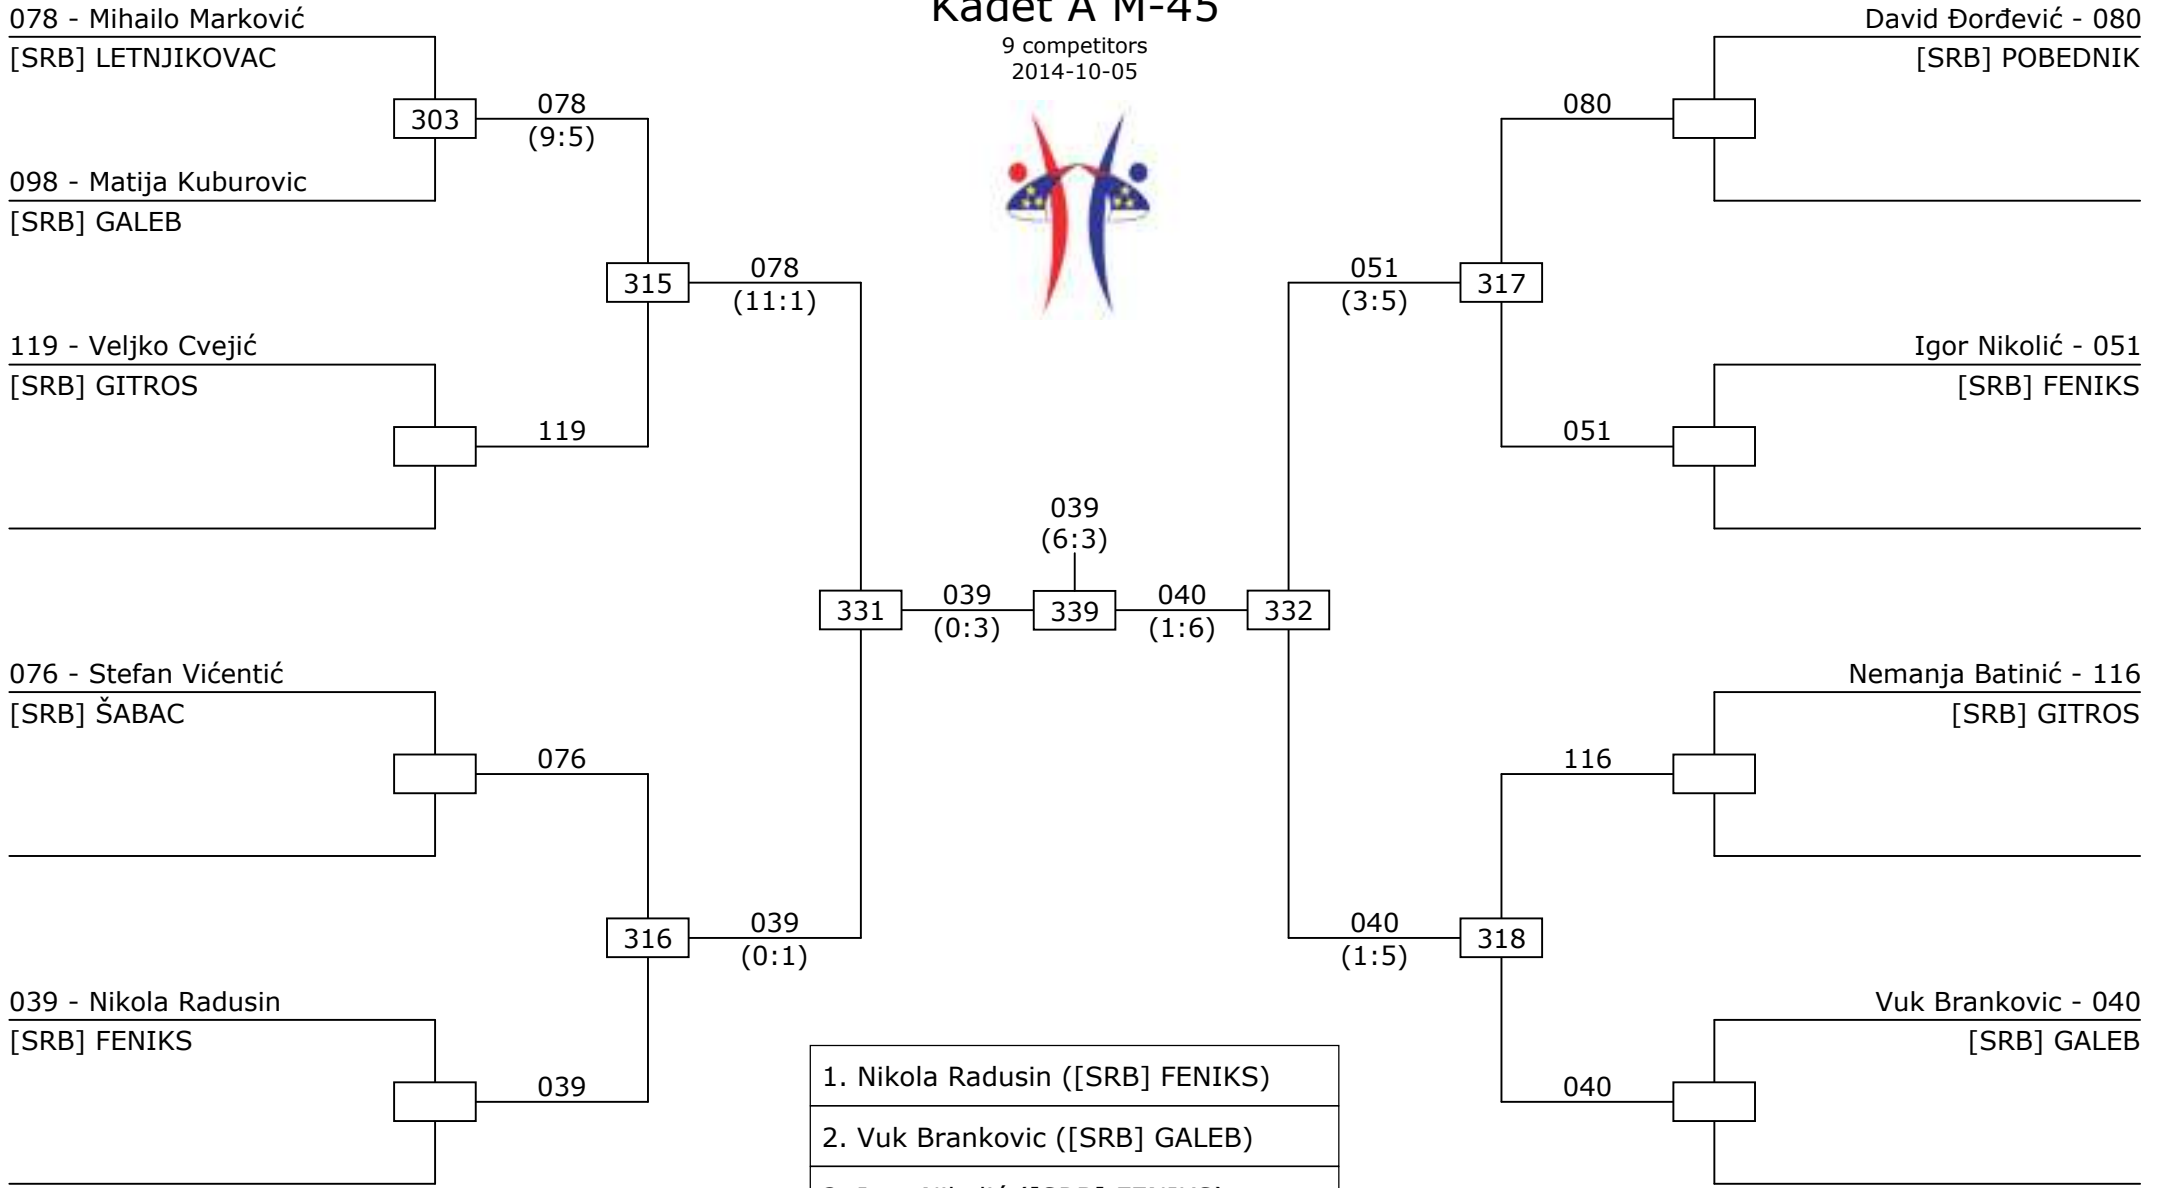 Kadet A M-45
9 competitors
2014-10-05
078 - Mihailo Marković
[SRB] LETNJIKOVAC
303
078
(9:5)
098 - Matija Kuburovic
[SRB] GALEB
315
078
(11:1)
119 - Veljko Cvejić
[SRB] GITROS
119
076 - Stefan Vićentić
[SRB] ŠABAC
076
316
039
(0:1)
039 - Nikola Radusin
[SRB] FENIKS
039
331
039
(0:3)
039
(6:3)
339
040
(1:6)
332
David Đorđević - 080
[SRB] POBEDNIK
080
051
(3:5)
317
Igor Nikolić - 051
[SRB] FENIKS
051
Nemanja Batinić - 116
[SRB] GITROS
116
040
(1:5)
318
Vuk Brankovic - 040
[SRB] GALEB
040
1. Nikola Radusin ([SRB] FENIKS)
2. Vuk Brankovic ([SRB] GALEB)
3. Igor Nikolić ([SRB] FENIKS)